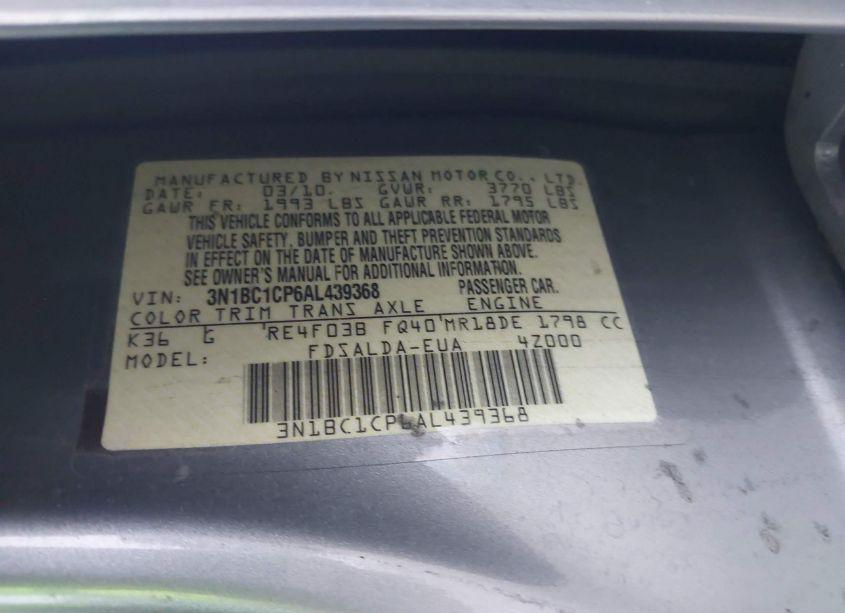 MANUFACTURED BY NISSAN MOTOR CO., LTD.
DATE: 03/10. GVWR: 3770 LBS
GAWR FR: 1993 LBS GAWR RR: 1795 LBS
THIS VEHICLE CONFORMS TO ALL APPLICABLE FEDERAL MOTOR
VEHICLE SAFETY, BUMPER AND THEFT PREVENTION STANDARDS
IN EFFECT ON THE DATE OF MANUFACTURE SHOWN ABOVE.
SEE OWNER'S MANUAL FOR ADDITIONAL INFORMATION.
VIN: 3N1BC1CP6AL439368 PASSENGER CAR.
COLOR TRIM TRANS AXLE ENGINE
K36 G RE4F03B FQ40 MR18DE 1798 CC
MODEL: FDSALDA-EUA 4Z000
3N1BC1CP6AL439368